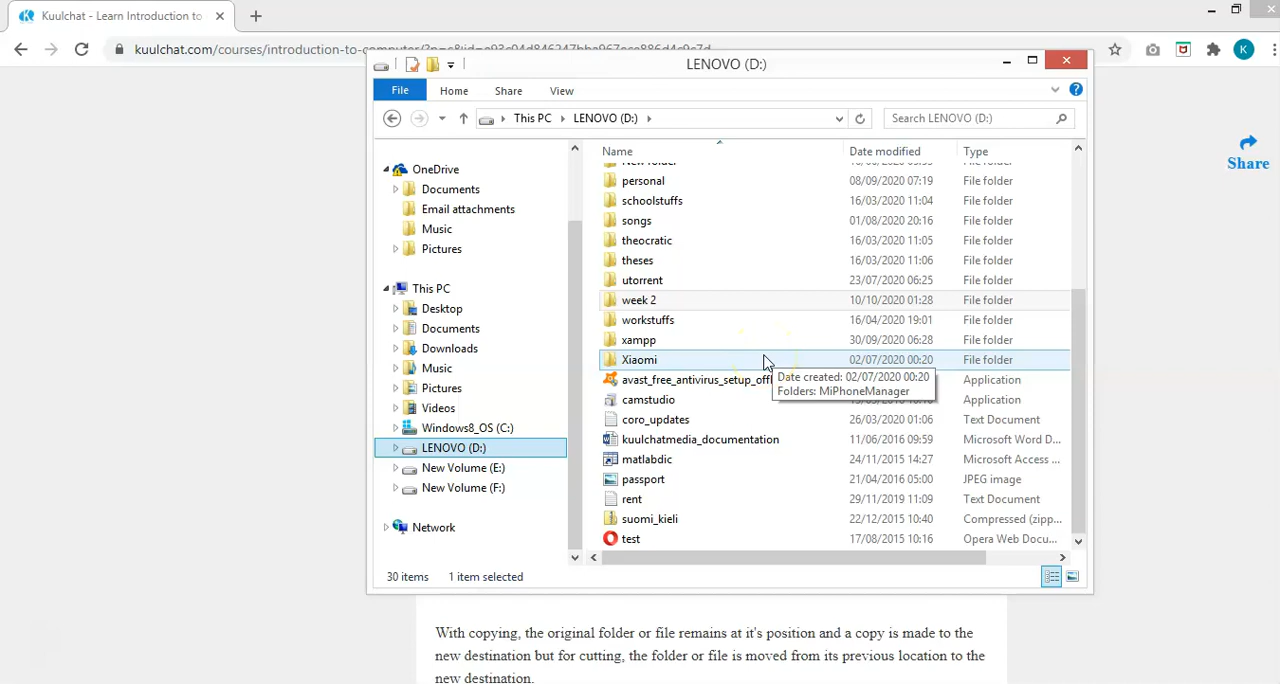 Kuulchat - Learn Introduction to
kuulchat.com/courses/introduction-to-computer/?p=c&id=
LENOVO (D:)
File Home Share View
This PC LENOVO (D:)
Search LENOVO (D:)
Name Date modified Type
OneDrive
Documents
Email attachments
Music
Pictures
This PC
Desktop
Documents
Downloads
Music
Pictures
Videos
Windows8_OS (C:)
LENOVO (D:)
New Volume (E:)
New Volume (F:)
Network
personal 08/09/2020 07:19 File folder
schoolstuffs 16/03/2020 11:04 File folder
songs 01/08/2020 20:16 File folder
theocratic 16/03/2020 11:05 File folder
theses 16/03/2020 11:06 File folder
utorrent 23/07/2020 06:25 File folder
week 2 10/10/2020 01:28 File folder
workstuffs 16/04/2020 19:01 File folder
xampp 30/09/2020 06:28 File folder
Xiaomi 02/07/2020 00:20 File folder
avast_free_antivirus_setup_offl Application
Date created: 02/07/2020 00:20
Folders: MiPhoneManager
camstudio Application
coro_updates 26/03/2020 01:06 Text Document
kuulchatmedia_documentation 11/06/2016 09:59 Microsoft Word D...
matlabdic 24/11/2015 14:27 Microsoft Access ...
passport 21/04/2016 05:00 JPEG image
rent 29/11/2019 11:09 Text Document
suomi_kieli 22/12/2015 10:40 Compressed (zipp...
test 17/08/2015 10:16 Opera Web Docu...
30 items 1 item selected
K
Share
With copying, the original folder or file remains at it's position and a copy is made to the
new destination but for cutting, the folder or file is moved from its previous location to the
new destination.